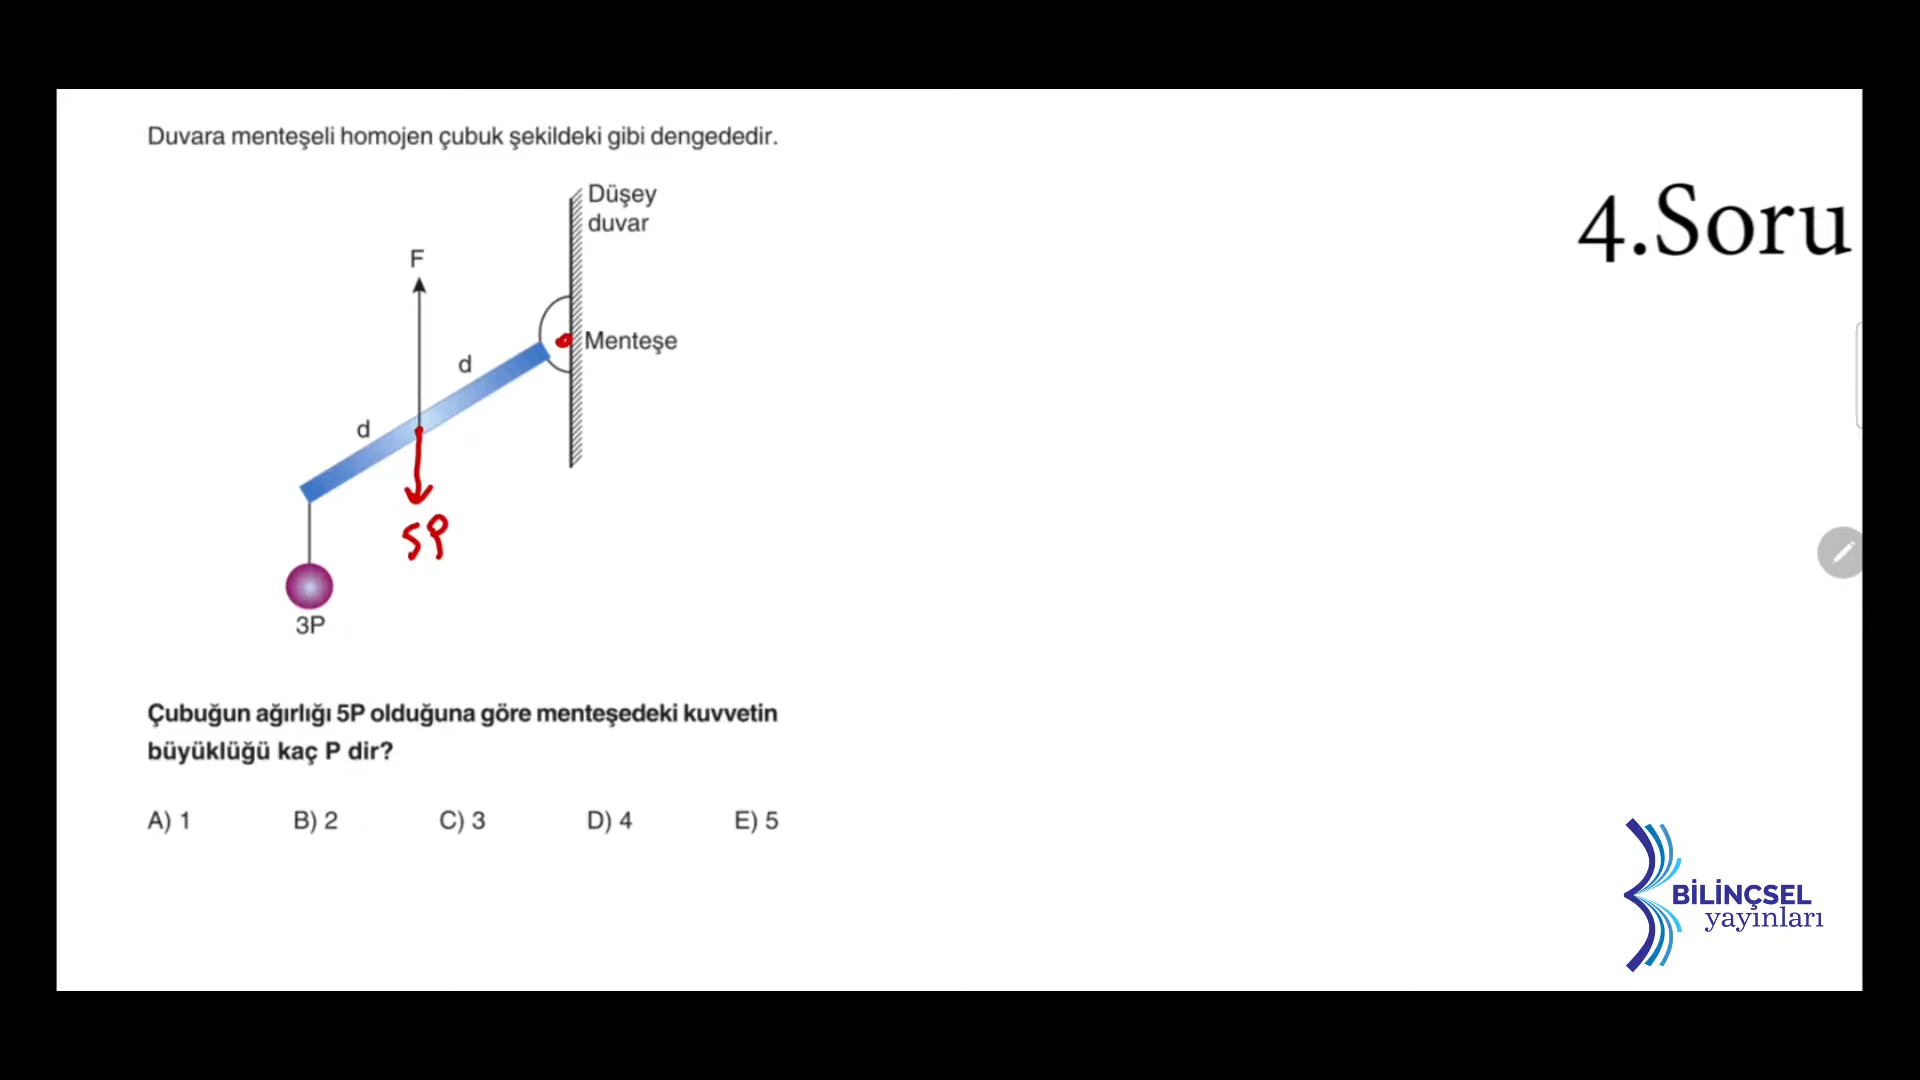 Duvara menteşeli homojen çubuk şekildeki gibi dengededir.
4.Soru
Düşey
duvar
F
Menteşe
d
d
5P
3P
Çubuğun ağırlığı 5P olduğuna göre menteşedeki kuvvetin
büyüklüğü kaç P dir?
A) 1 B) 2 C) 3 D) 4 E) 5
BİLİNÇSEL
yayınları